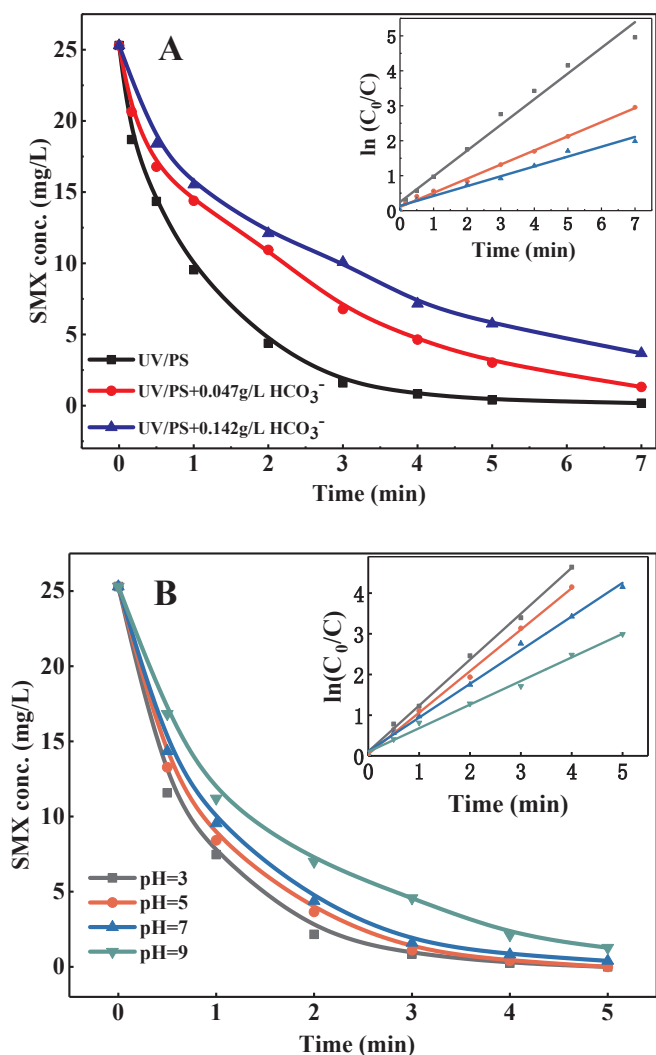 A
SMX conc. (mg/L)
25
20
15
10
5
0
0 1 2 3 4 5 6 7
Time (min)
UV/PS
UV/PS+0.047g/L HCO₃⁻
UV/PS+0.142g/L HCO₃⁻
ln (C₀/C)
5
4
3
2
1
0
0 1 2 3 4 5 6 7
Time (min)
B
SMX conc. (mg/L)
25
20
15
10
5
0
0 1 2 3 4 5
Time (min)
pH=3
pH=5
pH=7
pH=9
ln(C₀/C)
4
3
2
1
0
0 1 2 3 4 5
Time (min)